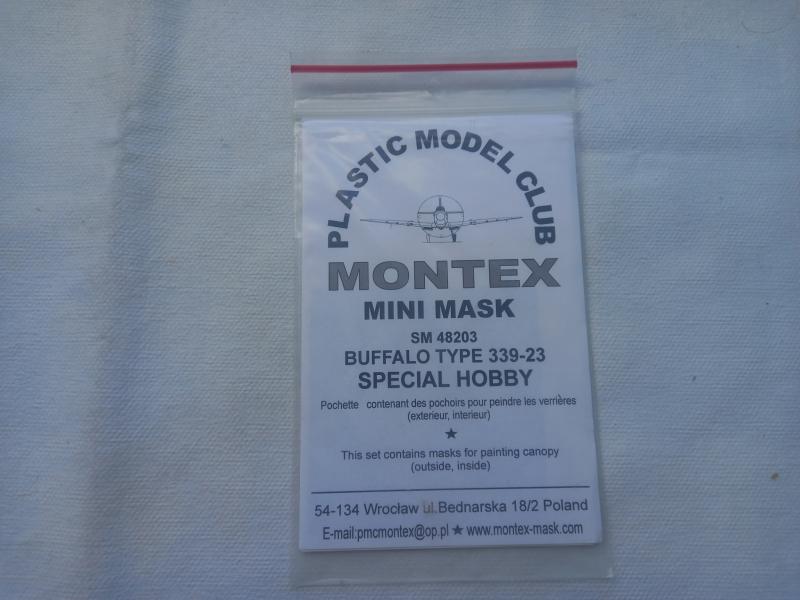 PLASTIC MODEL CLUB
MONTEX
MINI MASK
SM 48203
BUFFALO TYPE 339-23
SPECIAL HOBBY
Pochette contenant des pochoirs pour peindre les verrières
(exterieur, interieur)
★
This set contains masks for painting canopy
(outside, inside)
54-134 Wrocław ul.Bednarska 18/2 Poland
E-mail:pmcmontex@op.pl ★ www.montex-mask.com